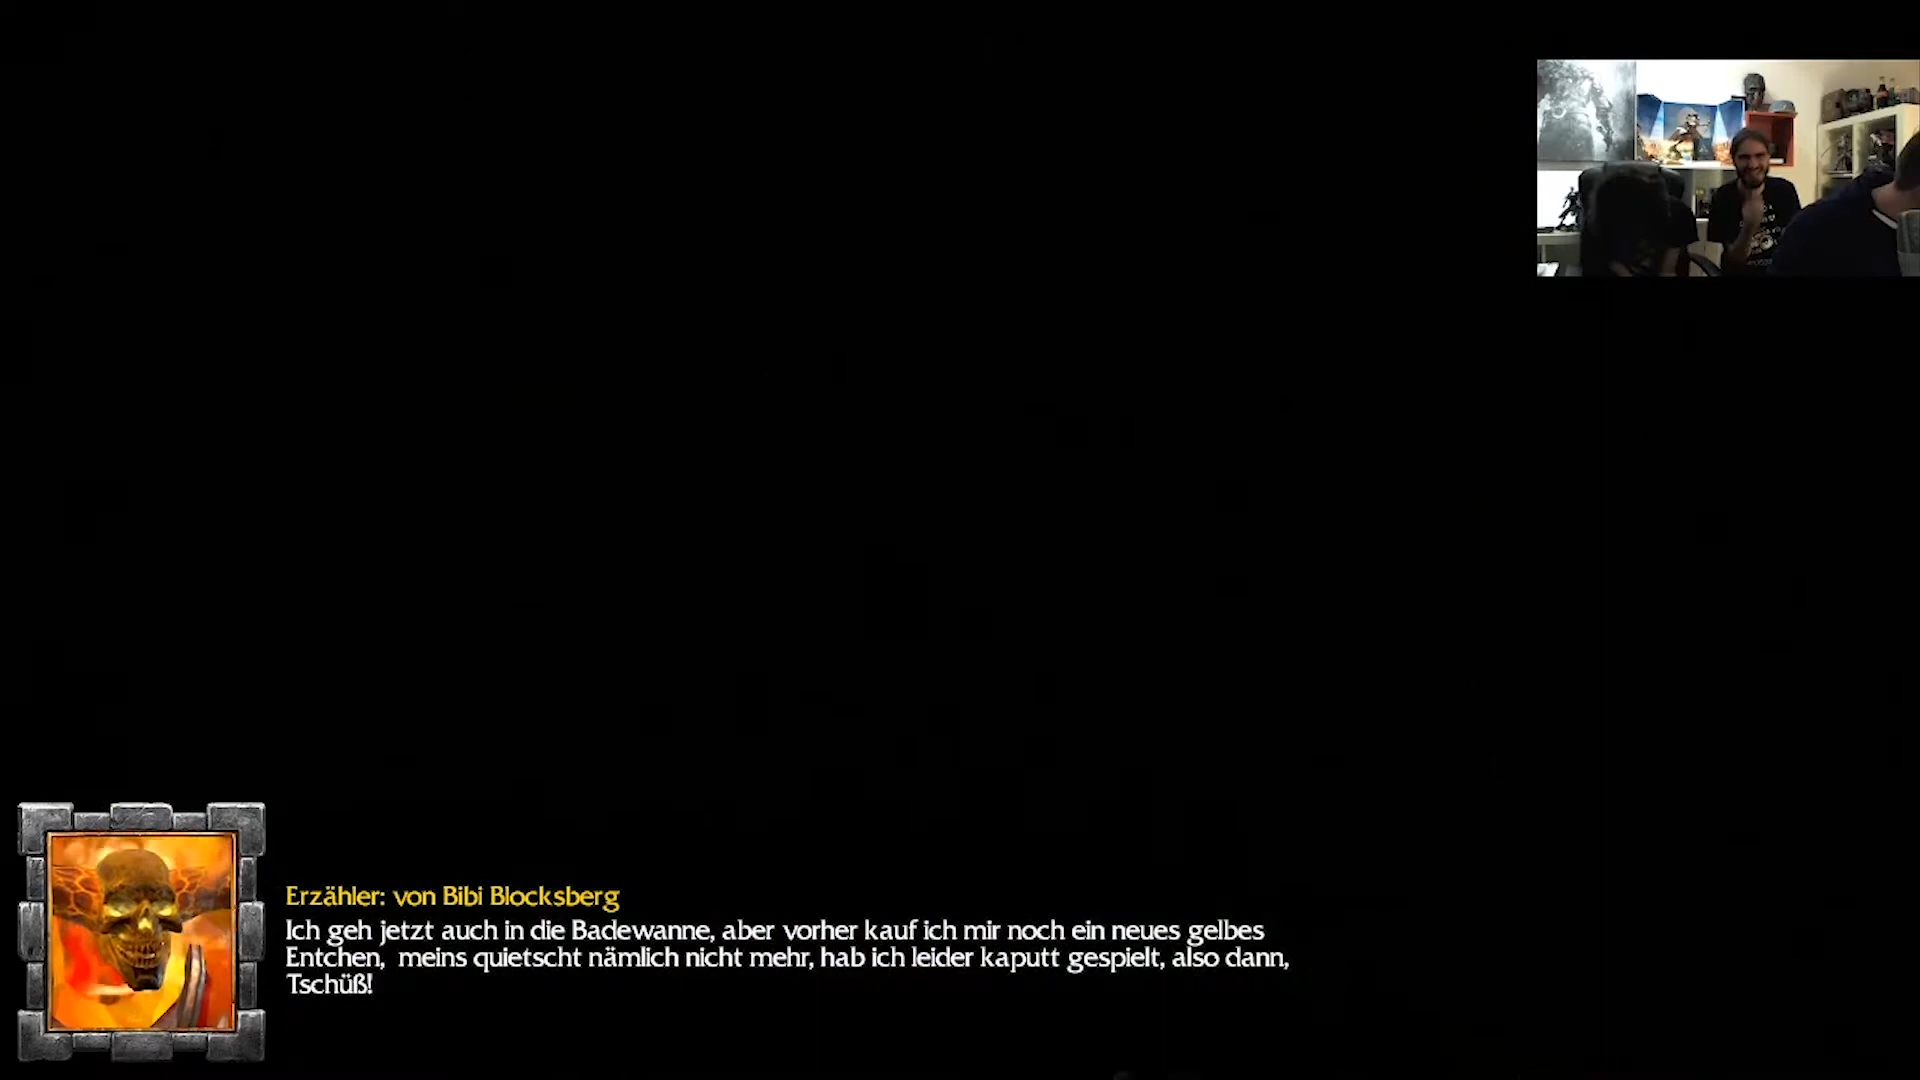 Erzähler: von Bibi Blocksberg
Ich geh jetzt auch in die Badewanne, aber vorher kauf ich mir noch ein neues gelbes
Entchen, meins quietscht nämlich nicht mehr, hab ich leider kaputt gespielt, also dann,
Tschüß!